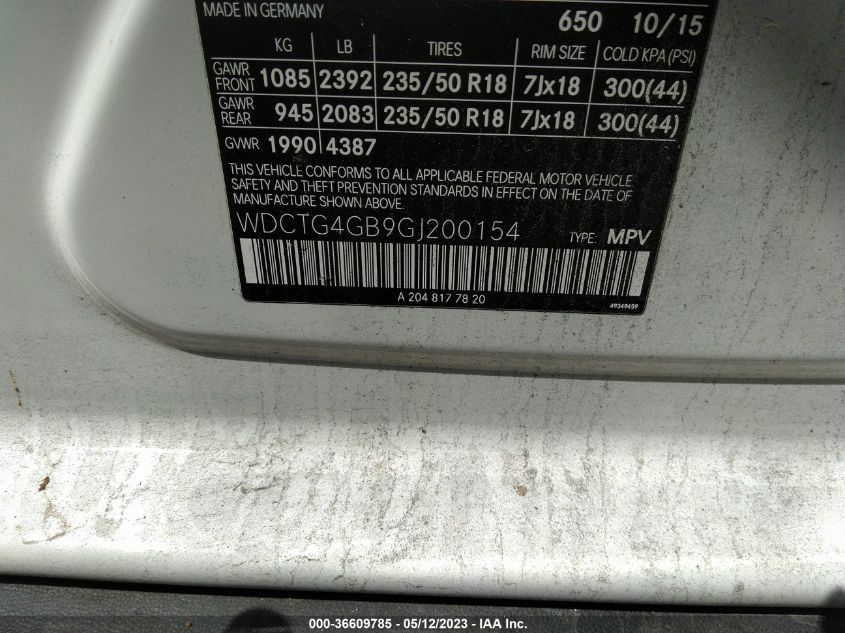 MADE IN GERMANY 650 10/15
KG LB TIRES RIM SIZE COLD KPA (PSI)
GAWR FRONT 1085 2392 235/50 R18 7Jx18 300(44)
GAWR REAR 945 2083 235/50 R18 7Jx18 300(44)
GVWR 1990 4387
THIS VEHICLE CONFORMS TO ALL APPLICABLE FEDERAL MOTOR VEHICLE
SAFETY AND THEFT PREVENTION STANDARDS IN EFFECT ON THE DATE OF
MANUFACTURE SHOWN ABOVE.
WDCTG4GB9GJ200154 TYPE: MPV
A 204 817 78 20 49349459
000-36609785 - 05/12/2023 - IAA Inc.